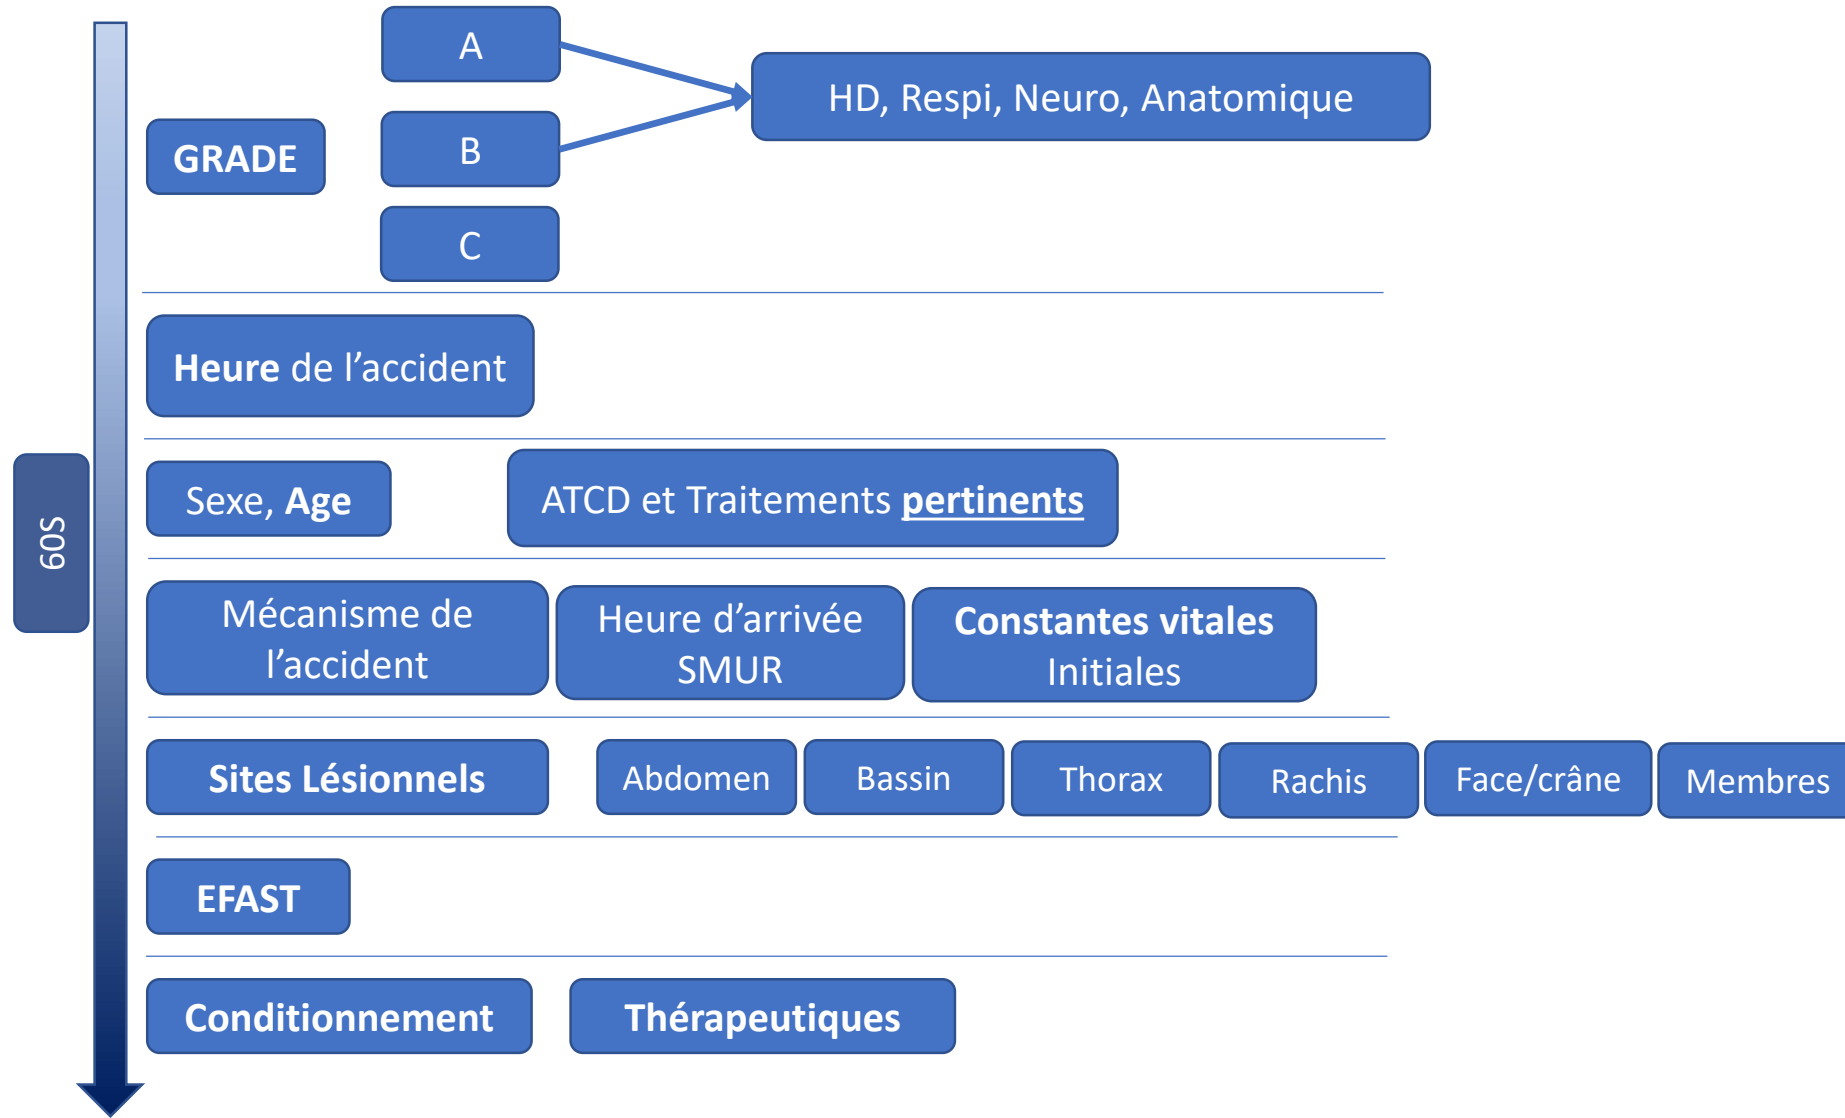 A
HD, Respi, Neuro, Anatomique
GRADE
B
C
Heure de l’accident
60S
Sexe, Age
ATCD et Traitements pertinents
Mécanisme de
l’accident
Heure d’arrivée
SMUR
Constantes vitales
Initiales
Sites Lésionnels
Abdomen
Bassin
Thorax
Rachis
Face/crâne
Membres
EFAST
Conditionnement
Thérapeutiques